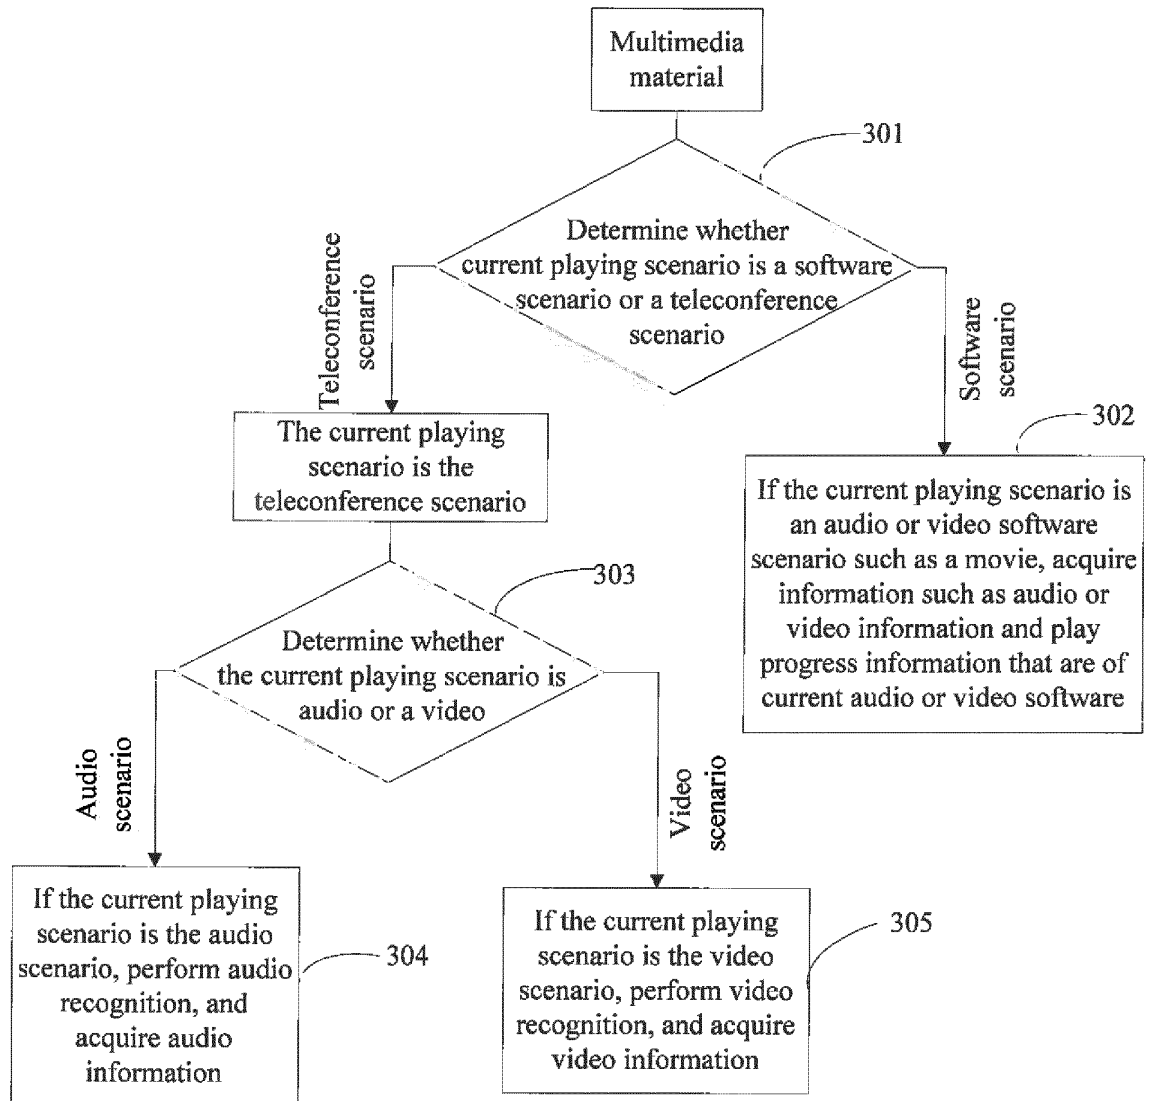 Multimedia
material
301
Determine whether
current playing scenario is a software
scenario or a teleconference
scenario
Teleconference
scenario
Software
scenario
The current playing
scenario is the
teleconference scenario
302
If the current playing scenario is
an audio or video software
scenario such as a movie, acquire
information such as audio or
video information and play
progress information that are of
current audio or video software
303
Determine whether
the current playing scenario is
audio or a video
Audio
scenario
Video
scenario
If the current playing
scenario is the audio
scenario, perform audio
recognition, and
acquire audio
information
304
If the current playing
scenario is the video
scenario, perform video
recognition, and acquire
video information
305